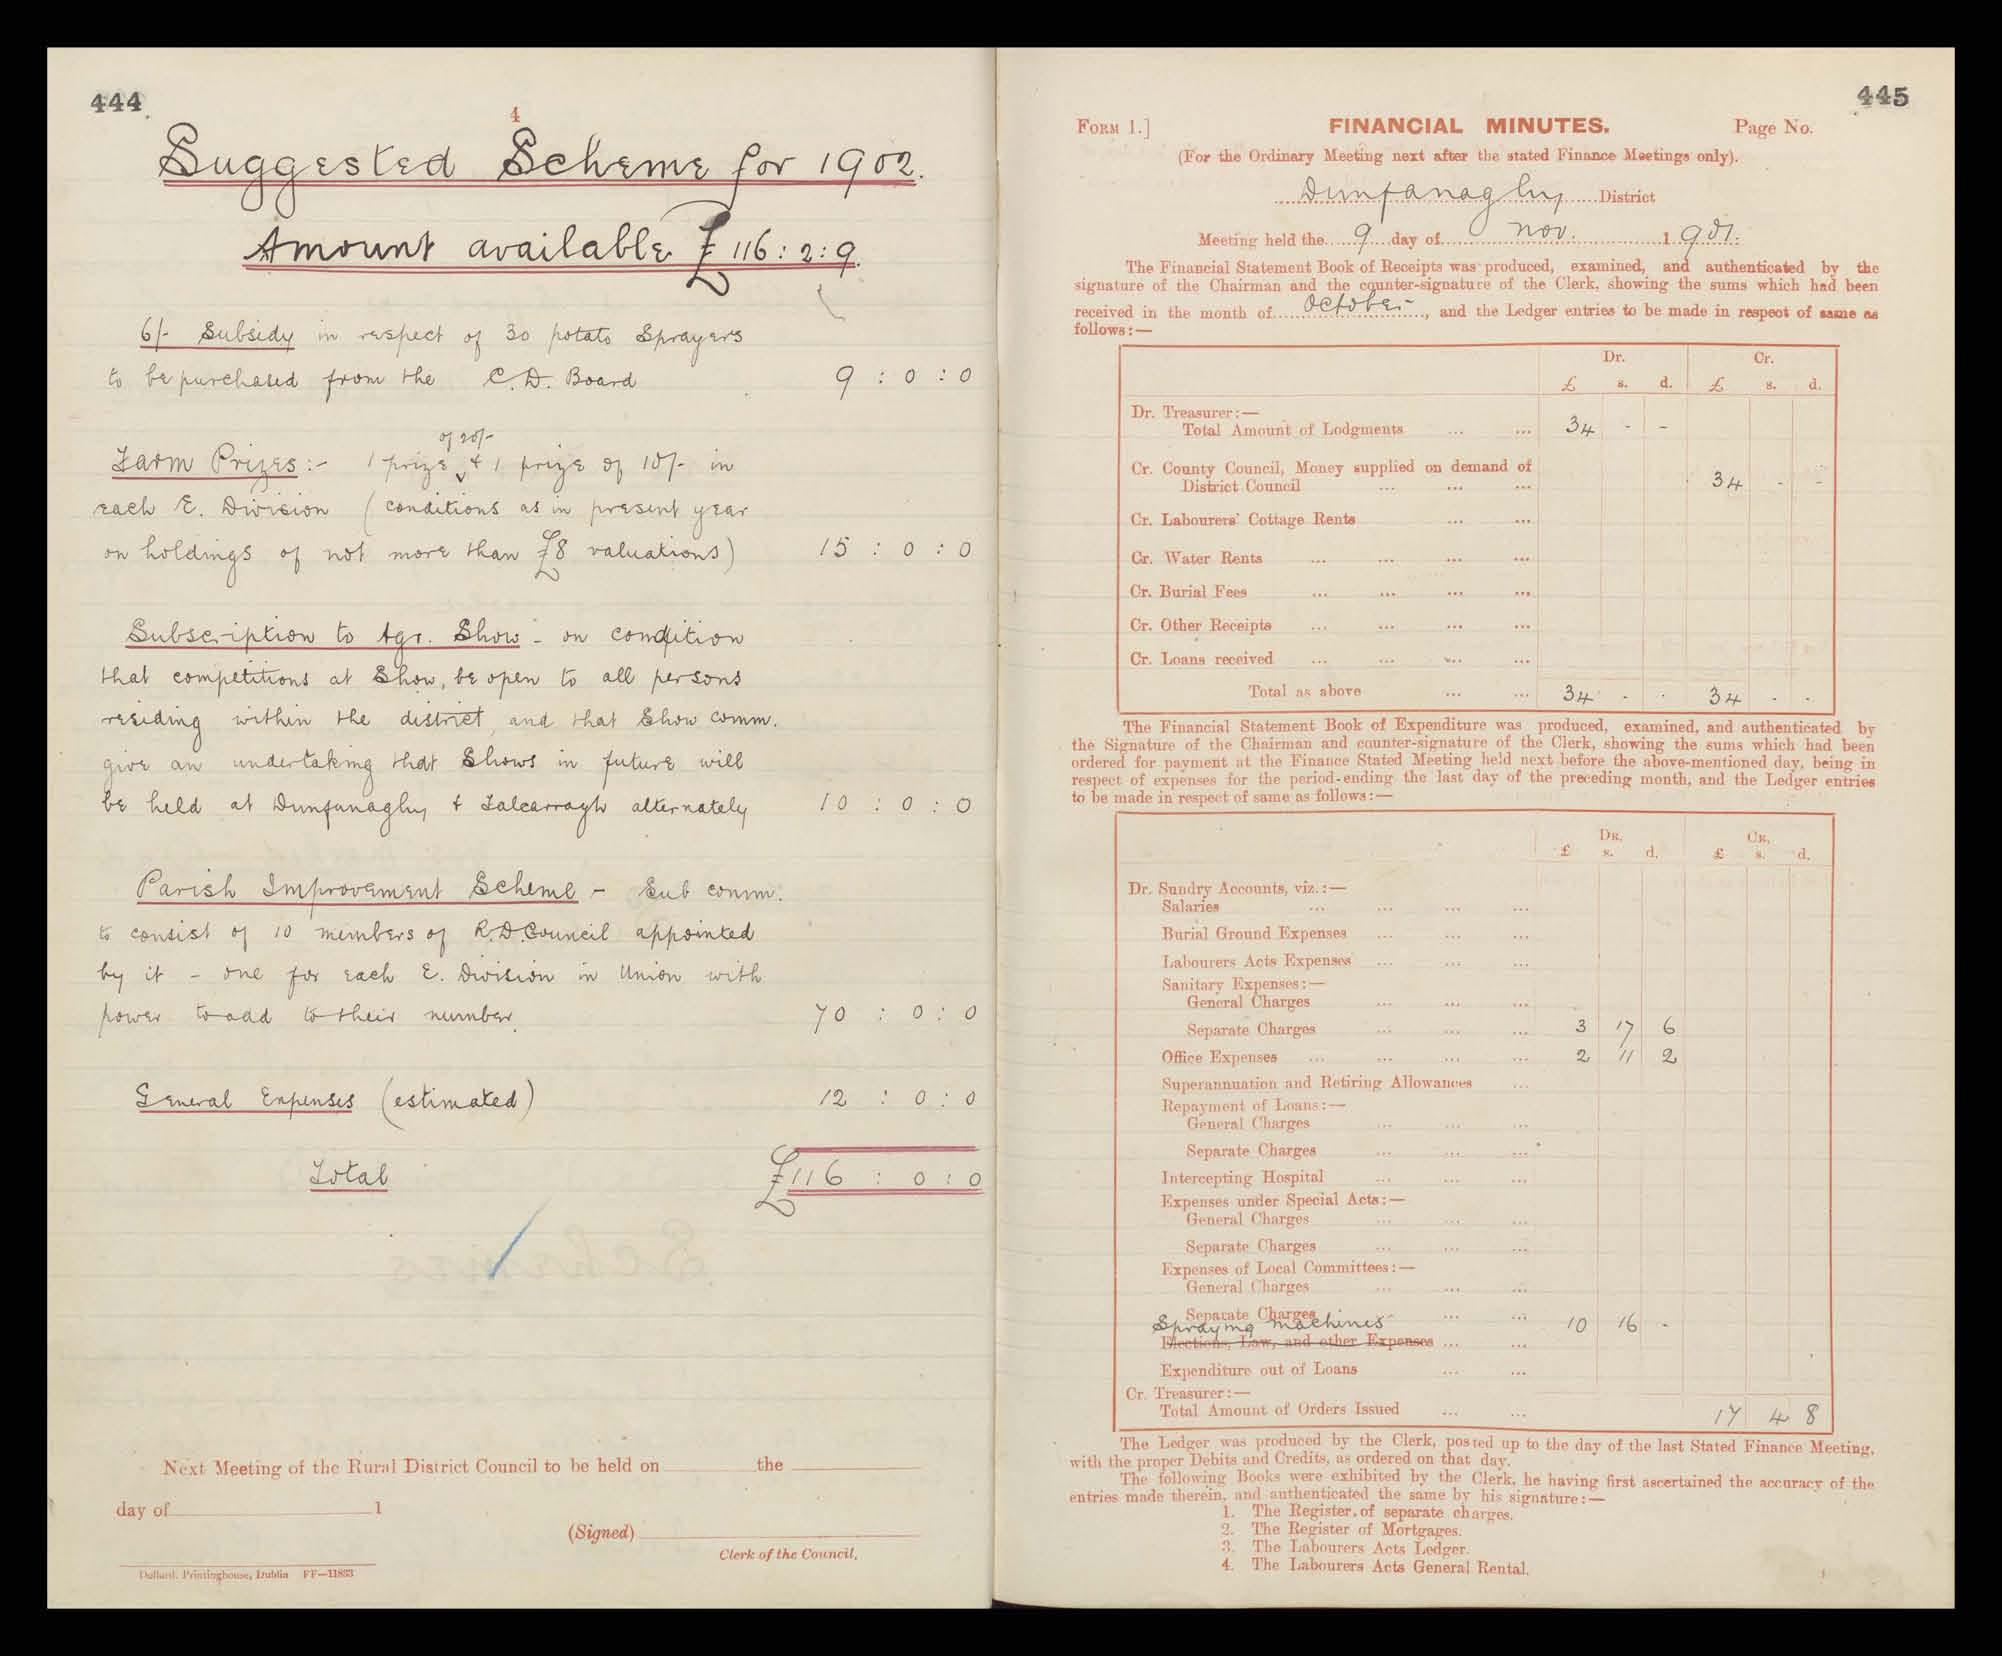 444
4
Suggested Scheme for 1902.
Amount available £116:2:9.
6/- Subsidy in respect of 30 potato Sprayers
to be purchased from the C.D. Board 9 : 0 : 0
of 20/-
Farm Prizes :- 1 prize & 1 prize of 10/- in
each E. Division (conditions as in present year
on holdings of not more than £8 valuations) 15 : 0 : 0
Subscription to Agr. Show - on condition
that competitions at Show, be open to all persons
residing within the district, and that Show comm.
give an undertaking that Shows in future will
be held at Dunfanaghy & Falcarragh alternately 10 : 0 : 0
Parish Improvement Scheme - Sub comm.
to consist of 10 members of R.D. Council appointed
by it - one for each E. Division in Union with
power to add to their number. 70 : 0 : 0
General Expenses (estimated) 12 : 0 : 0
Total £116 : 0 : 0
Next Meeting of the Rural District Council to be held on the
day of 1
(Signed)
Clerk of the Council.
Dollard, Printinghouse, Dublin FF—11853
445
FORM 1.] FINANCIAL MINUTES. Page No.
(For the Ordinary Meeting next after the stated Finance Meetings only).
Dunfanaghy District
Meeting held the 9 day of Nov. 1901.
The Financial Statement Book of Receipts was produced, examined, and authenticated by the
signature of the Chairman and the counter-signature of the Clerk, showing the sums which had been
received in the month of October, and the Ledger entries to be made in respect of same as
follows:—
Dr. Cr.
£ s. d. £ s. d.
Dr. Treasurer:—
Total Amount of Lodgments ... ... 34 - -
Cr. County Council, Money supplied on demand of
District Council ... ... ... 34 - -
Cr. Labourers' Cottage Rents ... ...
Cr. Water Rents ... ... ... ...
Cr. Burial Fees ... ... ... ...
Cr. Other Receipts ... ... ... ...
Cr. Loans received ... ... ... ...
Total as above ... ... 34 - - 34 - -
The Financial Statement Book of Expenditure was produced, examined, and authenticated by
the Signature of the Chairman and counter-signature of the Clerk, showing the sums which had been
ordered for payment at the Finance Stated Meeting held next before the above-mentioned day, being in
respect of expenses for the period-ending the last day of the preceding month, and the Ledger entries
to be made in respect of same as follows:—
DR. CR.
£ s. d. £ s. d.
Dr. Sundry Accounts, viz.:—
Salaries ... ... ... ...
Burial Ground Expenses ... ... ...
Labourers Acts Expenses ... ... ...
Sanitary Expenses:—
General Charges ... ... ...
Separate Charges ... ... ... 3 17 6
Office Expenses ... ... ... ... 2 11 2
Superannuation and Retiring Allowances ...
Repayment of Loans:—
General Charges ... ... ...
Separate Charges ... ... ...
Intercepting Hospital ... ... ...
Expenses under Special Acts:—
General Charges ... ... ...
Separate Charges ... ... ...
Expenses of Local Committees:—
General Charges ... ... ...
Separate Charges ... ...
Spraying machines 10 16 -
Elections, Law, and other Expenses ... ...
Expenditure out of Loans ... ...
Cr. Treasurer:—
Total Amount of Orders Issued ... ... 17 4 8
The Ledger was produced by the Clerk, posted up to the day of the last Stated Finance Meeting,
with the proper Debits and Credits, as ordered on that day.
The following Books were exhibited by the Clerk, he having first ascertained the accuracy of the
entries made therein, and authenticated the same by his signature:—
1. The Register of separate charges.
2. The Register of Mortgages.
3. The Labourers Acts Ledger.
4. The Labourers Acts General Rental.